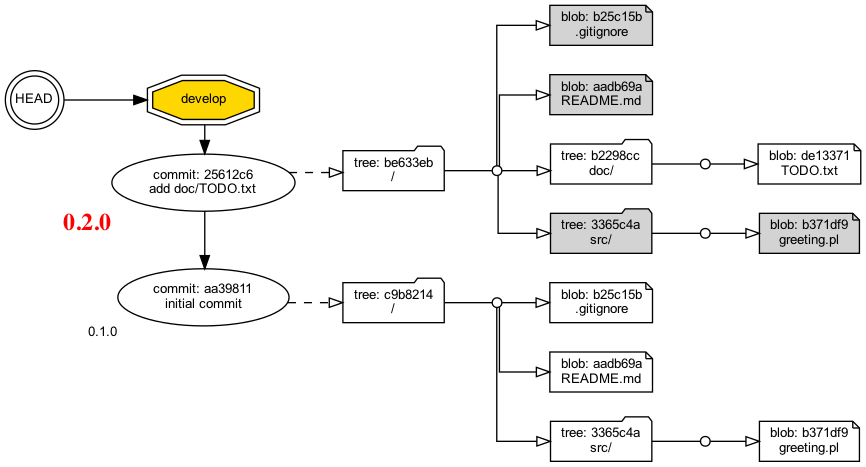 blob: b25c15b
.gitignore
HEAD
develop
blob: aadb69a
README.md
commit: 25612c6
add doc/TODO.txt
tree: be633eb
/
tree: b2298cc
doc/
blob: de13371
TODO.txt
0.2.0
tree: 3365c4a
src/
blob: b371df9
greeting.pl
commit: aa39811
initial commit
tree: c9b8214
/
blob: b25c15b
.gitignore
0.1.0
blob: aadb69a
README.md
tree: 3365c4a
src/
blob: b371df9
greeting.pl